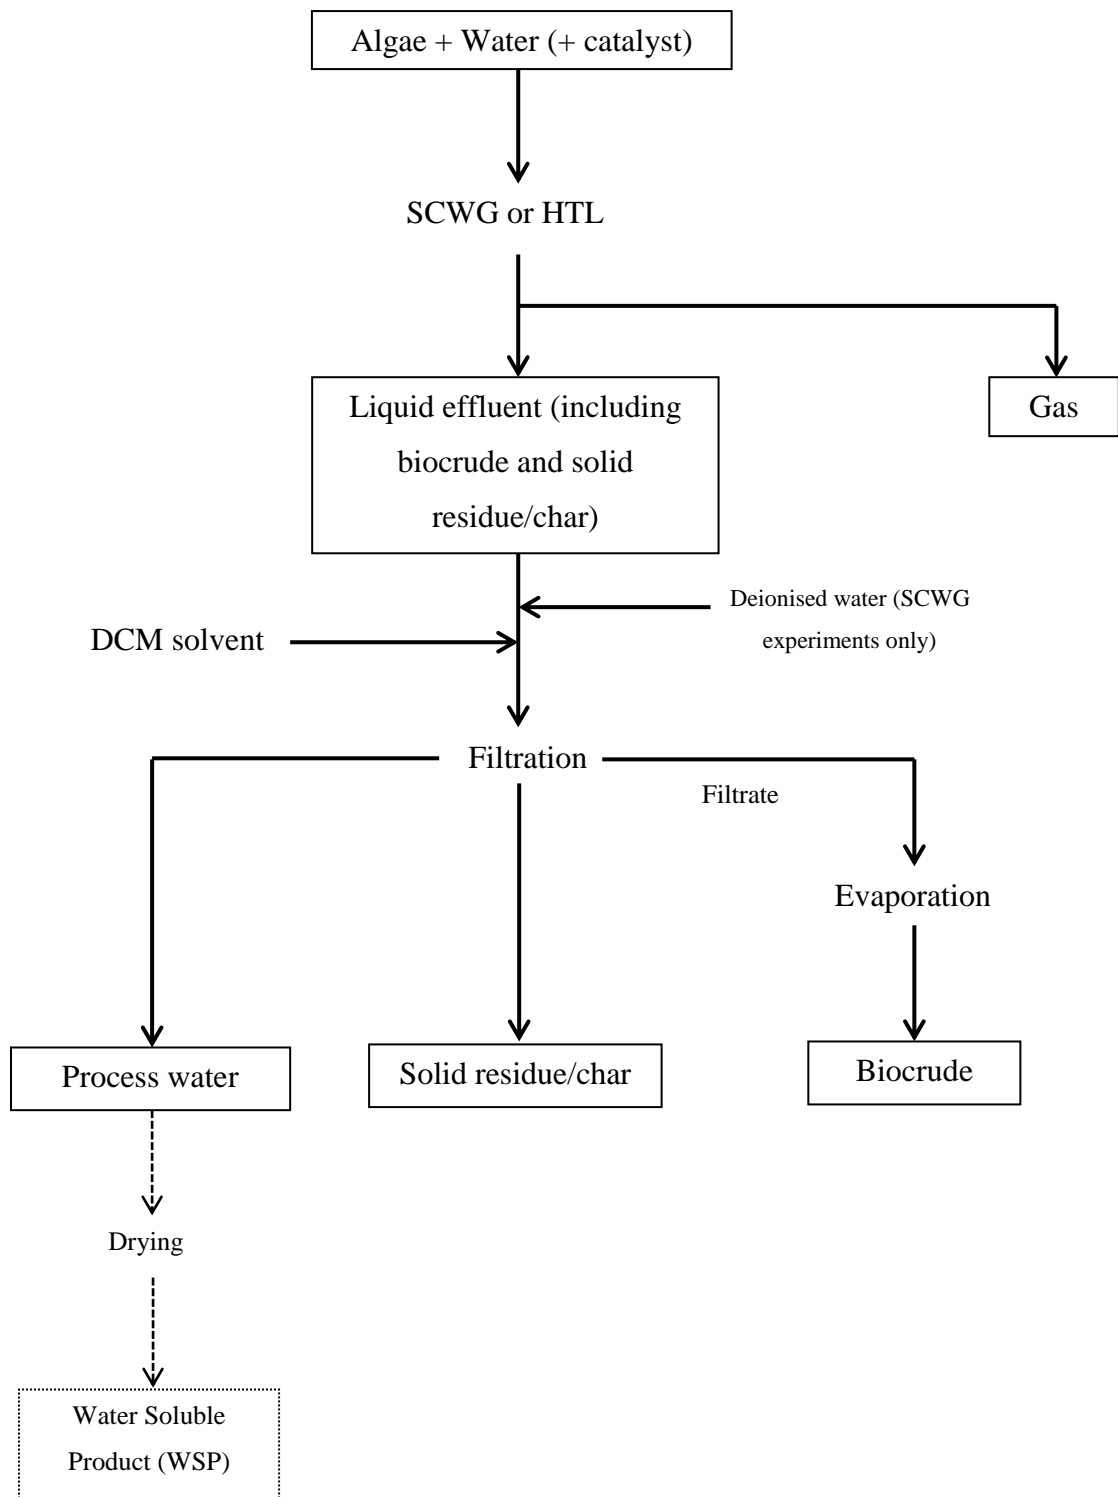 Algae + Water (+ catalyst)
SCWG or HTL
Liquid effluent (including
biocrude and solid
residue/char)
Gas
Deionised water (SCWG
experiments only)
DCM solvent
Filtration
Filtrate
Evaporation
Process water
Solid residue/char
Biocrude
Drying
Water Soluble
Product (WSP)